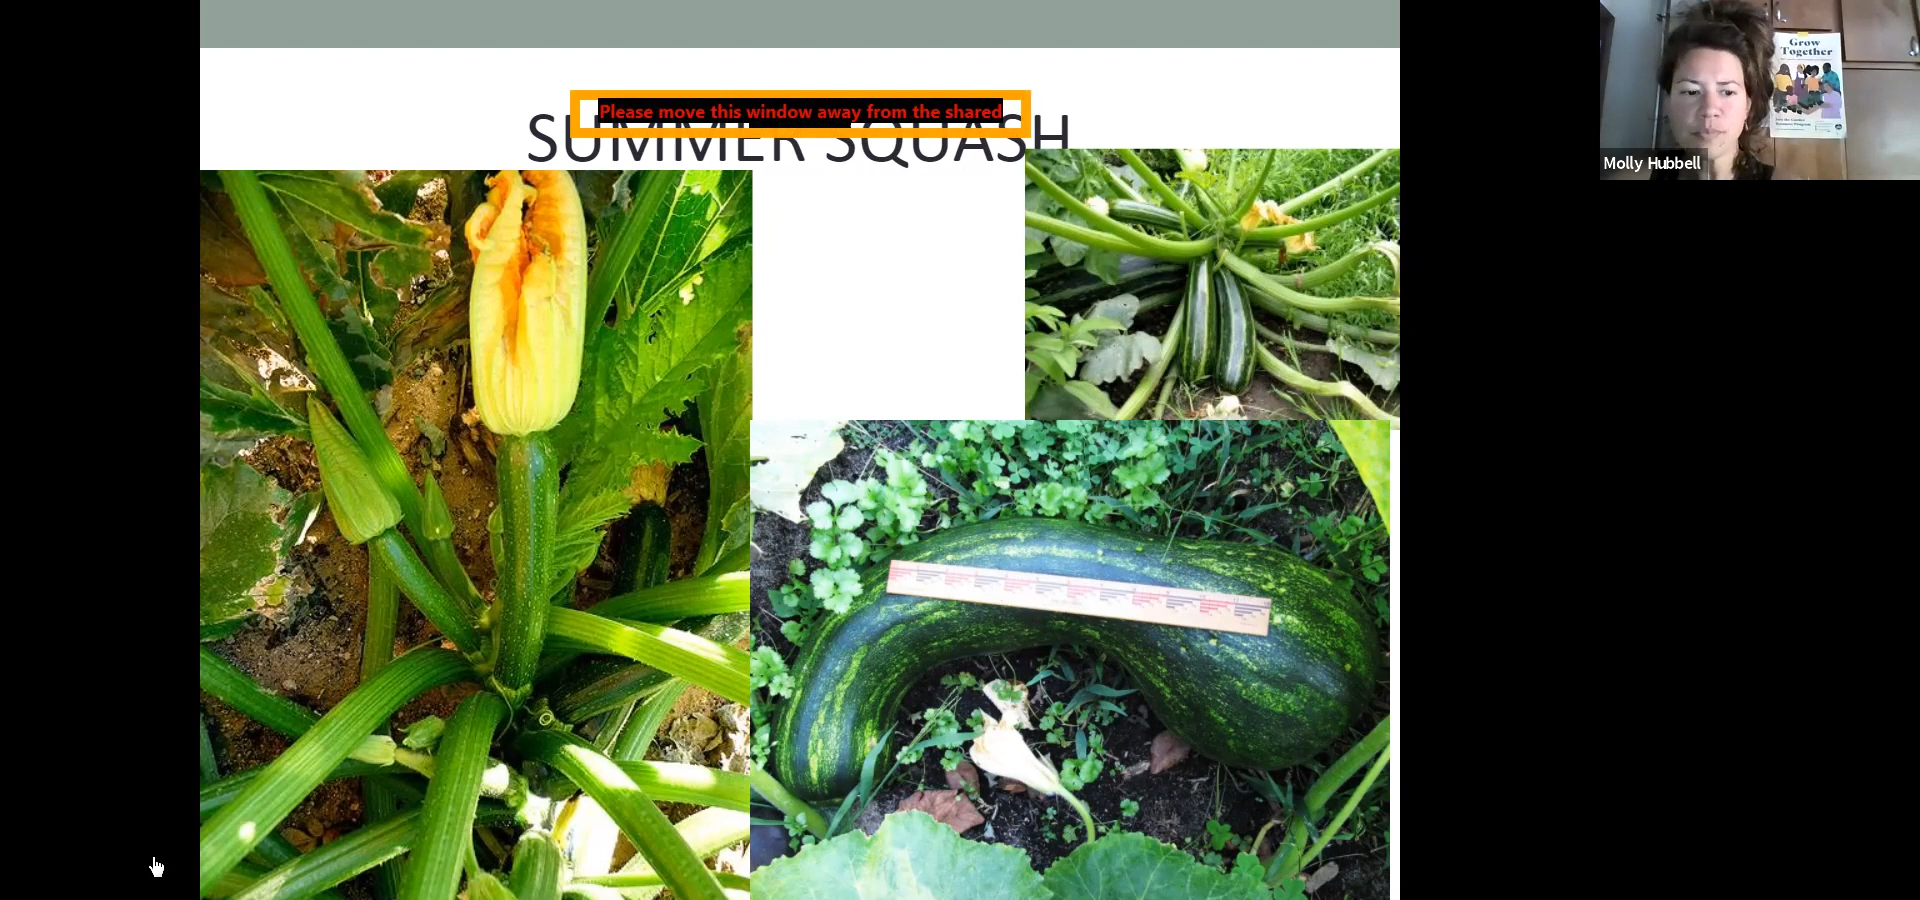 Please move this window away from the shared
SUMMER SQUASH
Grow
Together
Molly Hubbell